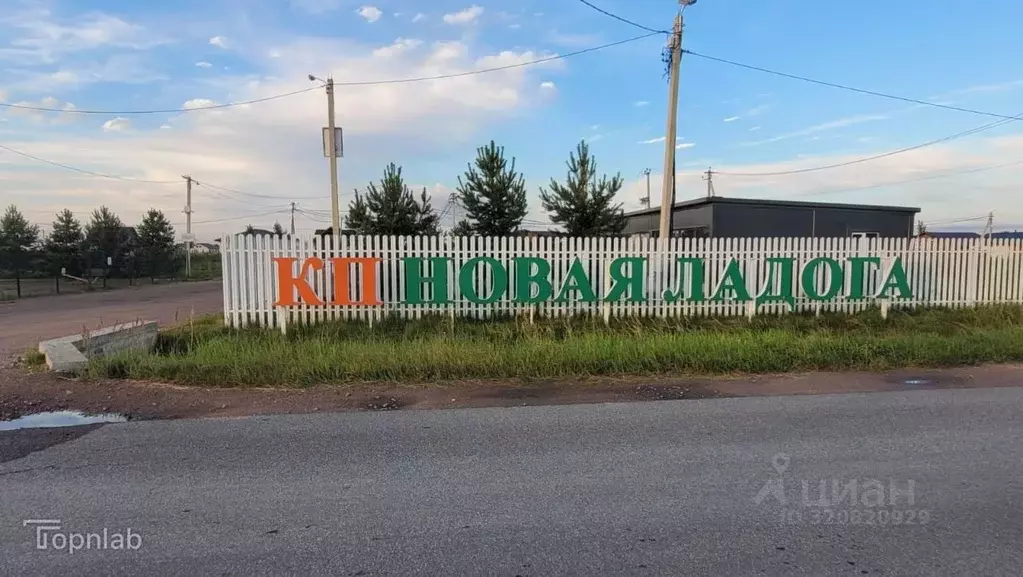 КП НОВАЯ ЛАДОГА
циан
ID 320820929
Topnlab